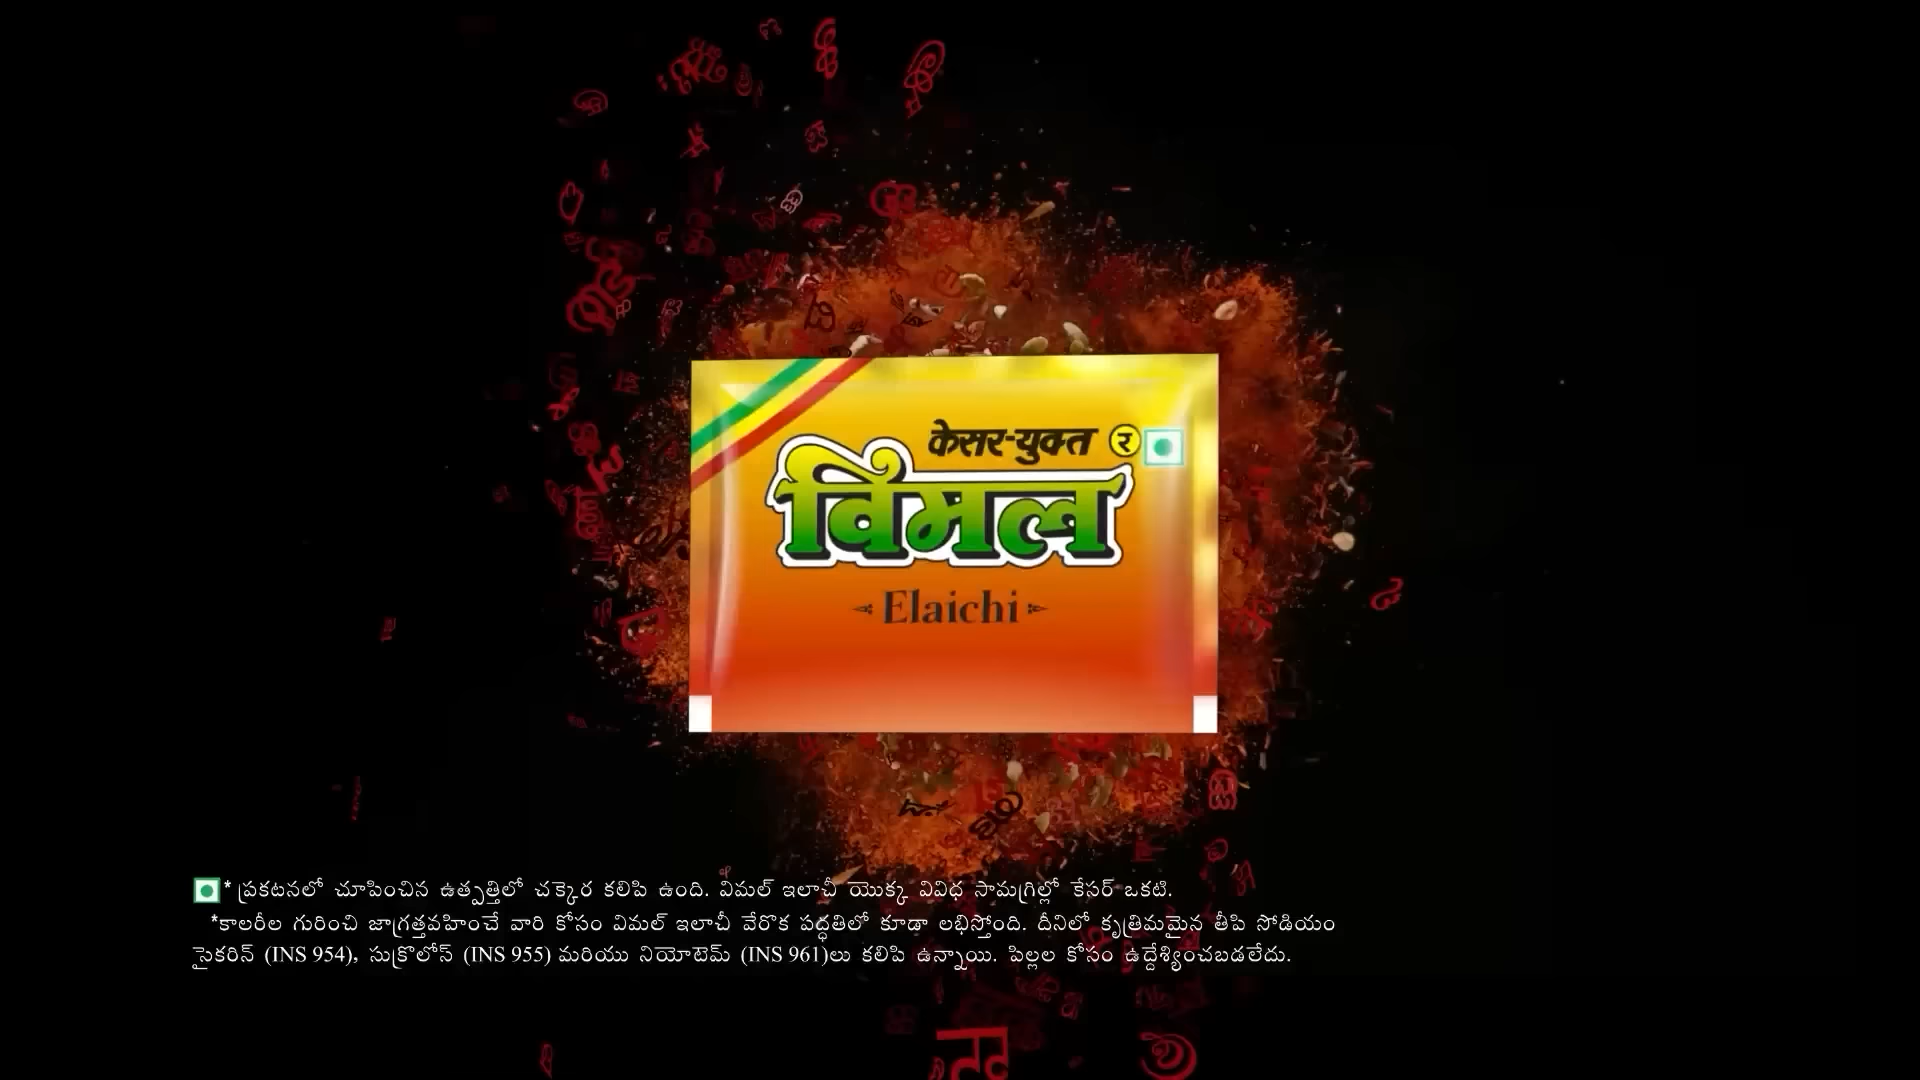 केसर-युक्त र
विमल
Elaichi
* ప్రకటనలో చూపించిన ఉత్పత్తిలో చక్కెర కలిపి ఉంది. విమల్ ఇలాచీ యొక్క వివిధ సామగ్రిల్లో కేసర్ ఒకటి.
*కాలరీల గురించి జాగ్రత్తవహించే వారి కోసం విమల్ ఇలాచీ వేరొక పద్ధతిలో కూడా లభిస్తోంది. దీనిలో కృత్రిమమైన తీపి సోడియం
సైకరిన్ (INS 954), సుక్రొలోస్ (INS 955) మరియు నియోటెమ్ (INS 961)లు కలిపి ఉన్నాయి. పిల్లల కోసం ఉద్దేశ్యించబడలేదు.